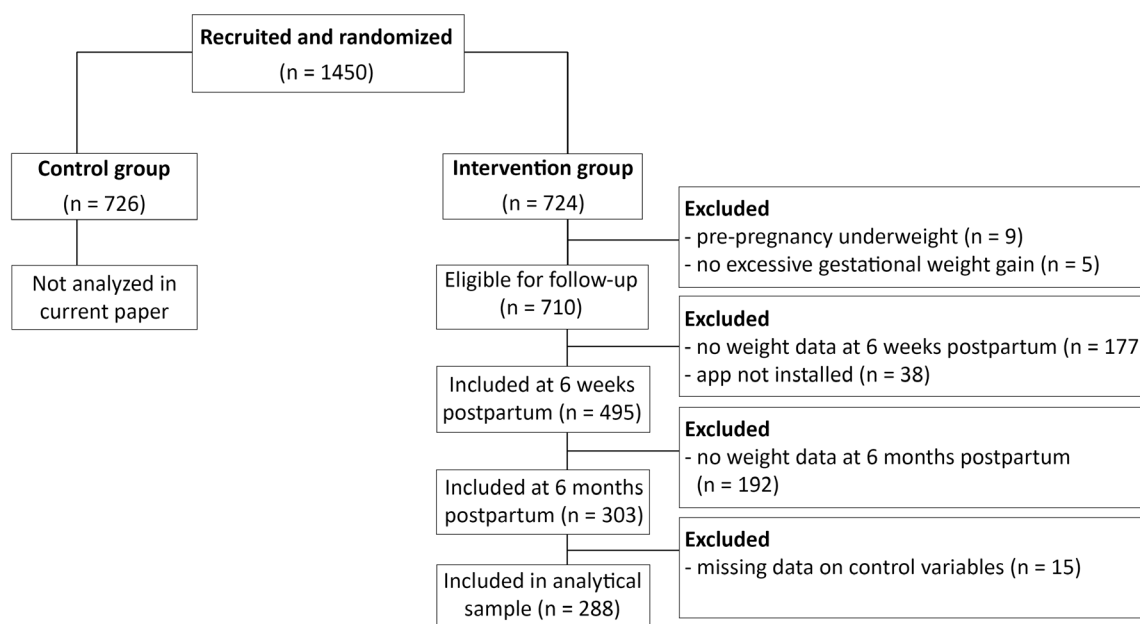 Recruited and randomized
(n = 1450)
Control group
(n = 726)
Not analyzed in
current paper
Intervention group
(n = 724)
Excluded
- pre-pregnancy underweight (n = 9)
- no excessive gestational weight gain (n = 5)
Eligible for follow-up
(n = 710)
Excluded
- no weight data at 6 weeks postpartum (n = 177
- app not installed (n = 38)
Included at 6 weeks
postpartum (n = 495)
Excluded
- no weight data at 6 months postpartum
(n = 192)
Included at 6 months
postpartum (n = 303)
Excluded
- missing data on control variables (n = 15)
Included in analytical
sample (n = 288)